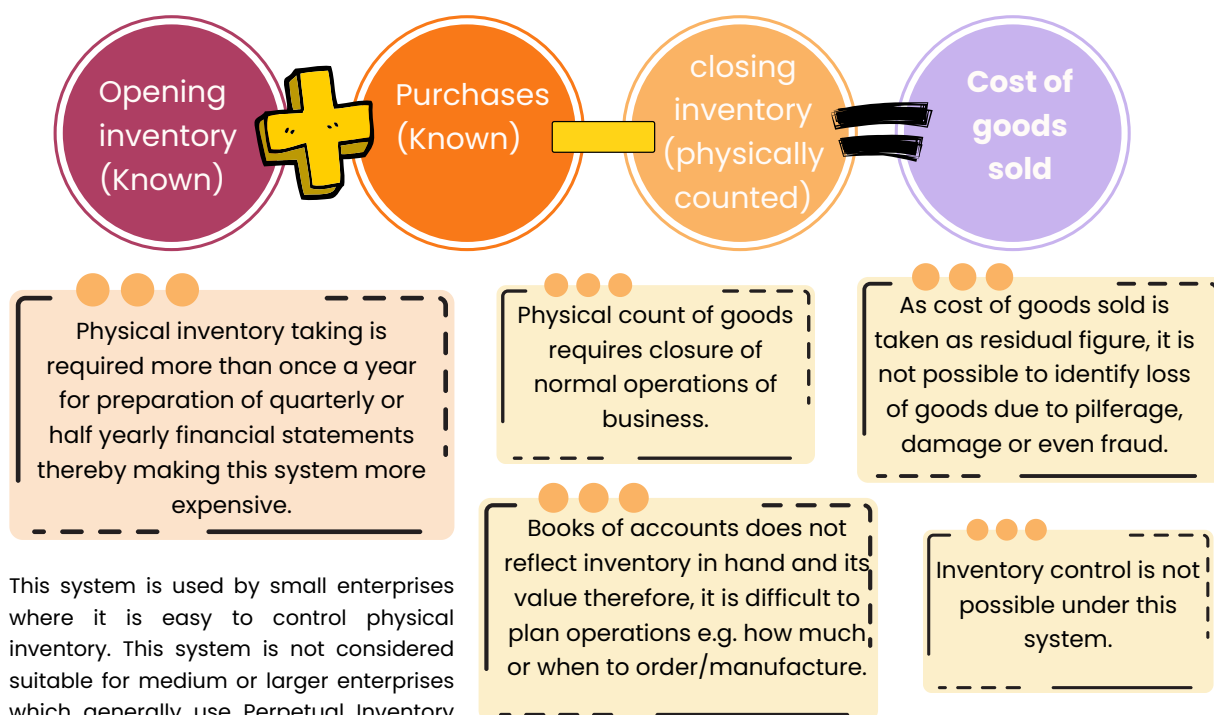 Opening
inventory
(Known)
Purchases
(Known)
closing
inventory
(physically
counted)
Cost of
goods
sold
Physical inventory taking is
required more than once a year
for preparation of quarterly or
half yearly financial statements
thereby making this system more
expensive.
Physical count of goods
requires closure of
normal operations of
business.
As cost of goods sold is
taken as residual figure, it is
not possible to identify loss
of goods due to pilferage,
damage or even fraud.
Books of accounts does not
reflect inventory in hand and its
value therefore, it is difficult to
plan operations e.g. how much
or when to order/manufacture.
Inventory control is not
possible under this
system.
This system is used by small enterprises
where it is easy to control physical
inventory. This system is not considered
suitable for medium or larger enterprises
which generally use Perpetual Inventory